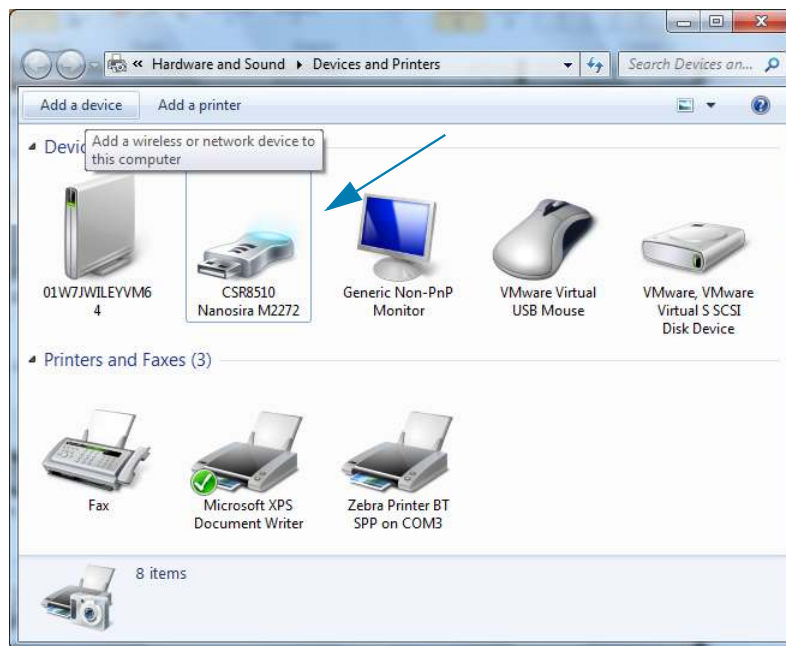 « Hardware and Sound ▸ Devices and Printers
Search Devices an...
Add a device
Add a printer
Devic
Add a wireless or network device to
this computer
01W7JWILEYVM6
4
CSR8510
Nanosira M2272
Generic Non-PnP
Monitor
VMware Virtual
USB Mouse
VMware, VMware
Virtual S SCSI
Disk Device
Printers and Faxes (3)
Fax
Microsoft XPS
Document Writer
Zebra Printer BT
SPP on COM3
8 items